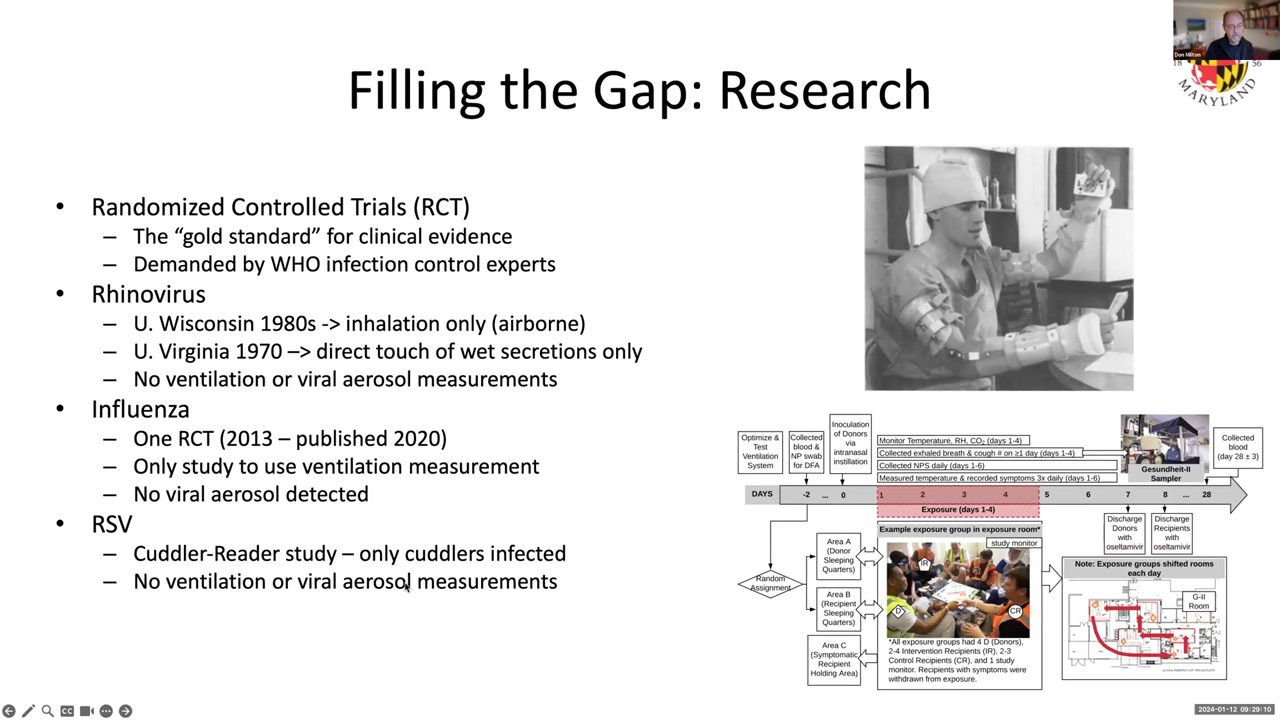 Don Milton
18 56
MARYLAND
Filling the Gap: Research
• Randomized Controlled Trials (RCT)
– The “gold standard” for clinical evidence
– Demanded by WHO infection control experts
• Rhinovirus
– U. Wisconsin 1980s -> inhalation only (airborne)
– U. Virginia 1970 –> direct touch of wet secretions only
– No ventilation or viral aerosol measurements
• Influenza
– One RCT (2013 – published 2020)
– Only study to use ventilation measurement
– No viral aerosol detected
• RSV
– Cuddler-Reader study – only cuddlers infected
– No ventilation or viral aerosol measurements
Optimize &
Test
Ventilation
System
Collected
blood &
NP swab
for DFA
Inoculation
of Donors
via
intranasal
instillation
Monitor Temperature, RH, CO2 (days 1-4)
Collected exhaled breath & cough # on ≥1 day (days 1-4)
Collected NPS daily (days 1-6)
Measured temperature & recorded symptoms 3x daily (days 1-6)
Gesundheit-II
Sampler
Collected
blood
(day 28 ± 3)
DAYS -2 ... 0 1 2 3 4 5 6 7 8 ... 28
Exposure (days 1-4)
Discharge
Donors
with
oseltamivir
Discharge
Recipients
with
oseltamivir
Random
Assignment
Area A
(Donor
Sleeping
Quarters)
Area B
(Recipient
Sleeping
Quarters)
Area C
(Symptomatic
Recipient
Holding Area)
Example exposure group in exposure room*
study monitor
IR
D
CR
*All exposure groups had 4 D (Donors),
2-4 Intervention Recipients (IR), 2-3
Control Recipients (CR), and 1 study
monitor. Recipients with symptoms were
withdrawn from exposure.
Note: Exposure groups shifted rooms
each day
G-II
Room
2024-01-12 09:29:10